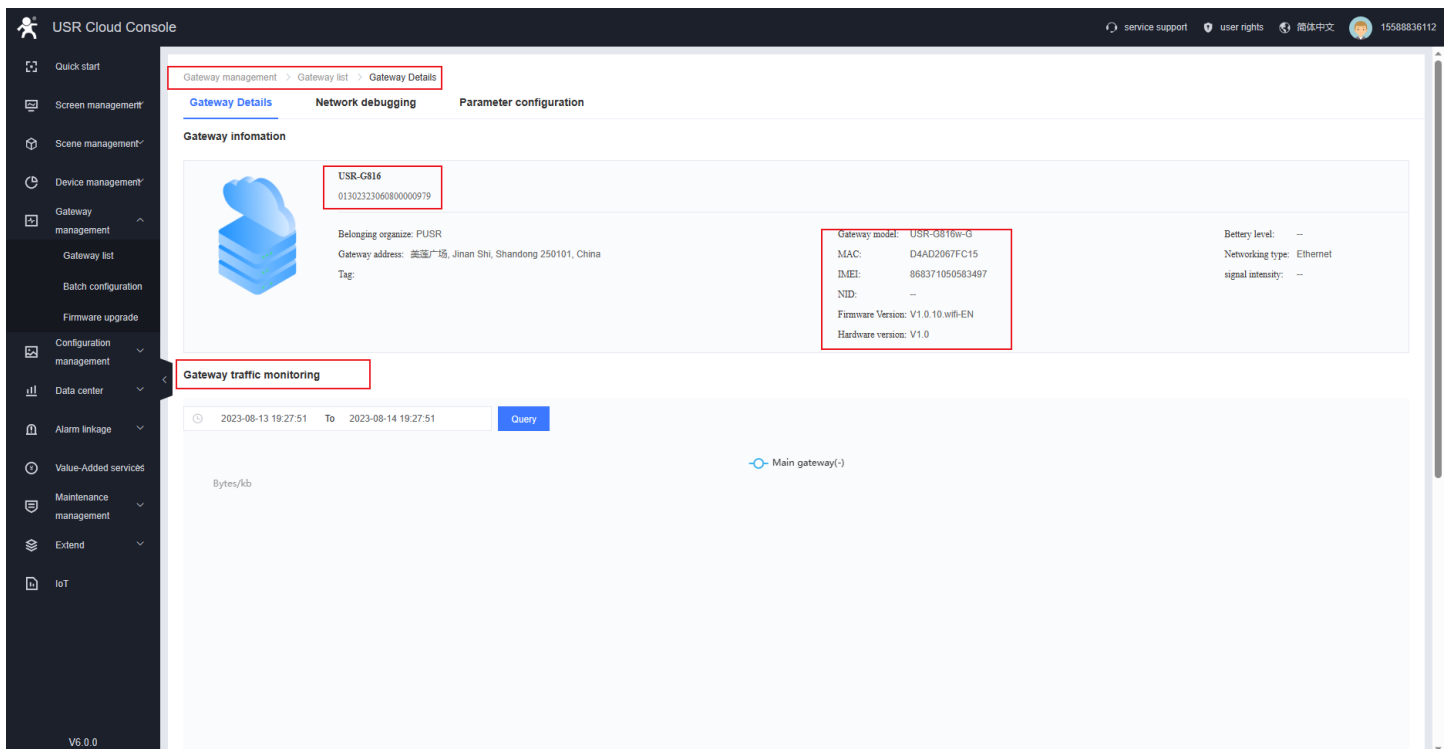 USR Cloud Console
service support
user rights
简体中文
15588836112
Quick start
Screen management
Scene management
Device management
Gateway
management
Gateway list
Batch configuration
Firmware upgrade
Configuration
management
Data center
Alarm linkage
Value-Added services
Maintenance
management
Extend
IoT
V6.0.0
Gateway management > Gateway list > Gateway Details
Gateway Details Network debugging Parameter configuration
Gateway infomation
USR-G816
01302323060800000979
Belonging organize: PUSR
Gateway address: 美莲广场, Jinan Shi, Shandong 250101, China
Tag:
Gateway model: USR-G816w-G
MAC: D4AD2067FC15
IMEI: 868371050583497
NID: --
Firmware Version: V1.0.10.wifi-EN
Hardware version: V1.0
Bettery level: --
Networking type: Ethernet
signal intensity: --
Gateway traffic monitoring
2023-08-13 19:27:51 To 2023-08-14 19:27:51 Query
Main gateway(-)
Bytes/kb